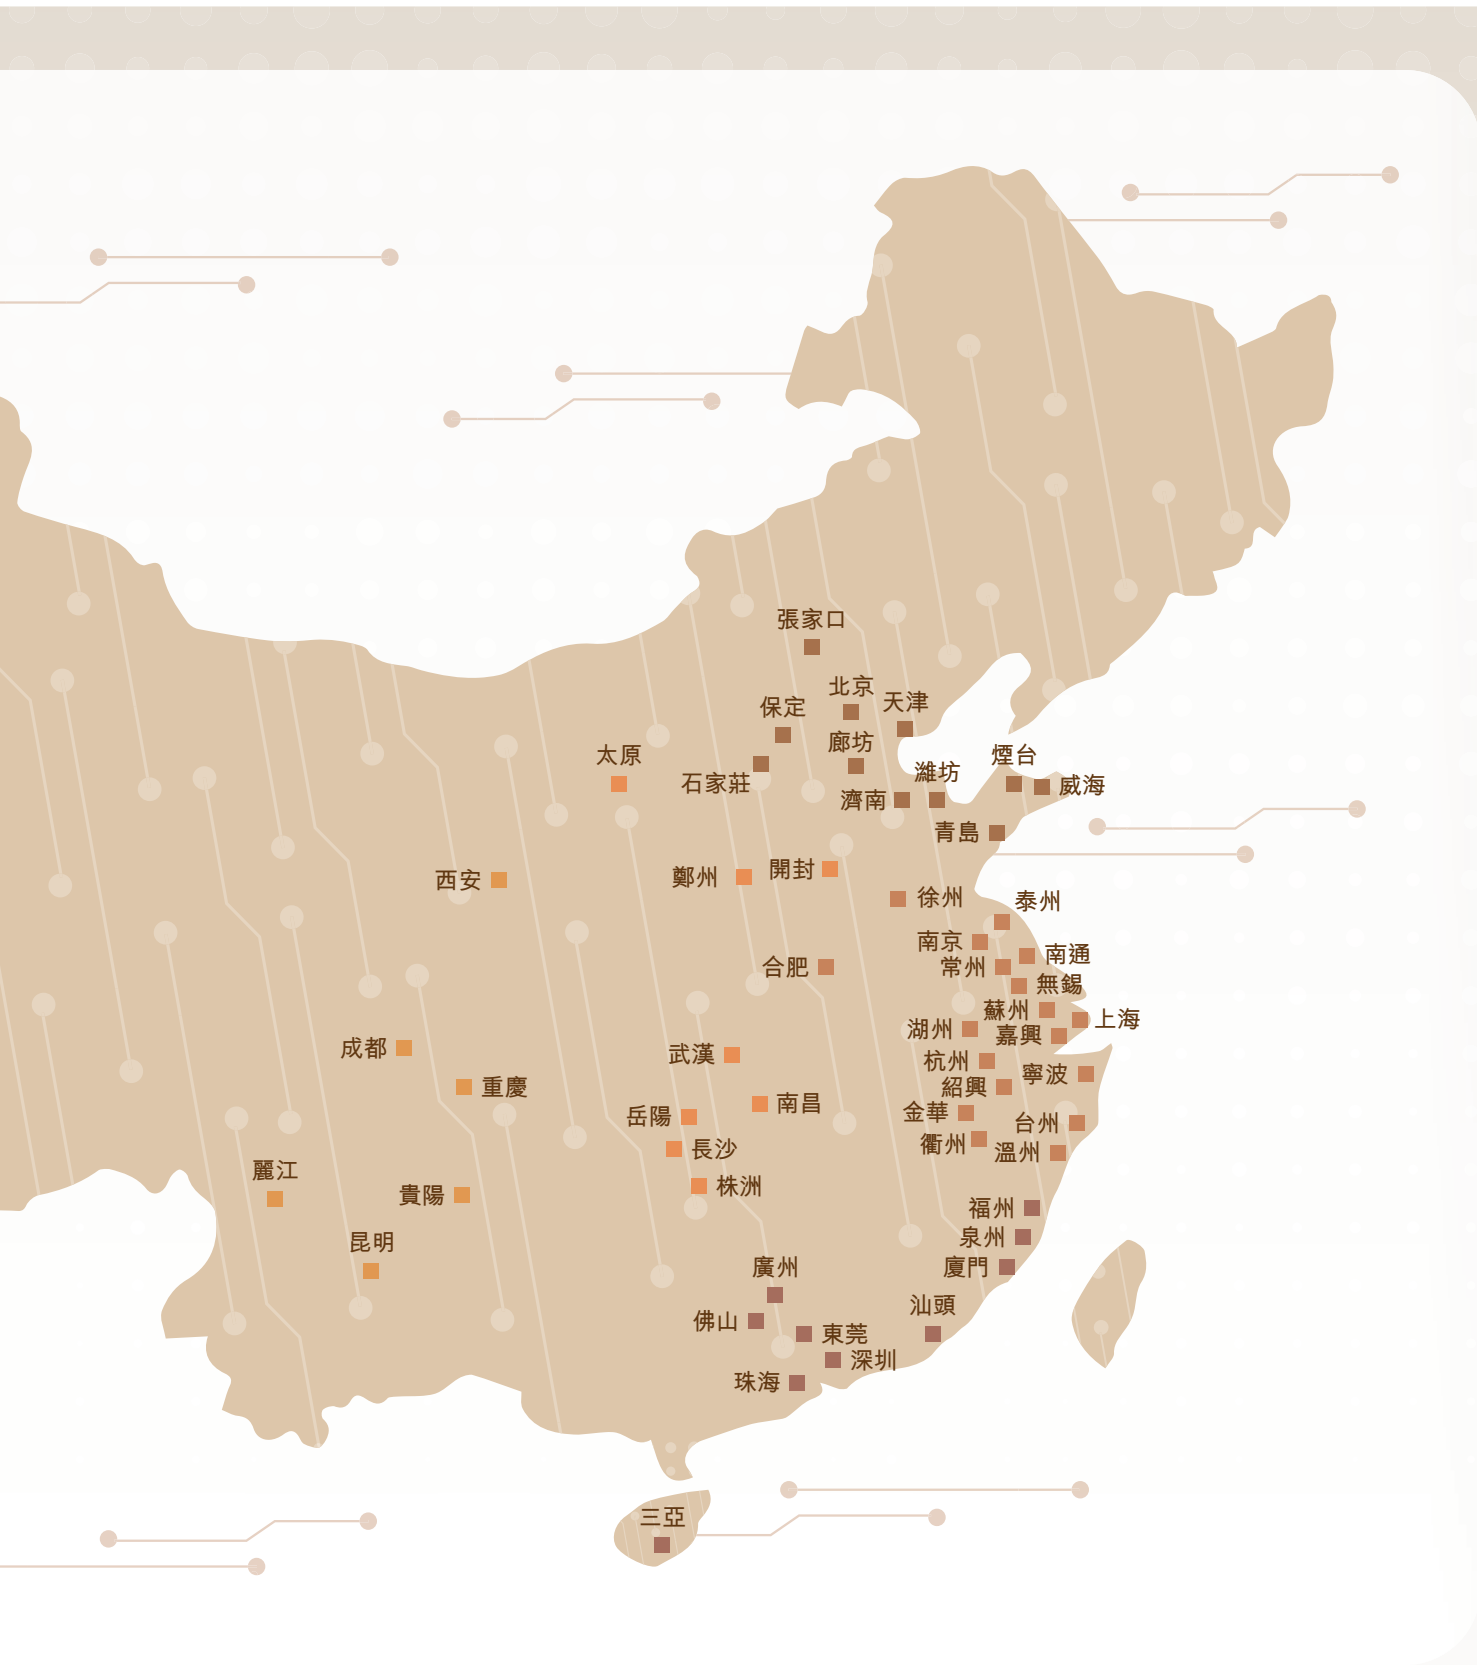 張家口
北京
天津
保定
廊坊
太原
煙台
石家莊
濰坊
威海
濟南
青島
開封
鄭州
西安
徐州
泰州
南京
南通
合肥
常州
無錫
蘇州
上海
湖州
嘉興
成都
武漢
杭州
寧波
重慶
紹興
南昌
金華
岳陽
台州
衢州
長沙
溫州
麗江
株洲
貴陽
福州
泉州
昆明
廣州
廈門
汕頭
佛山
東莞
深圳
珠海
三亞